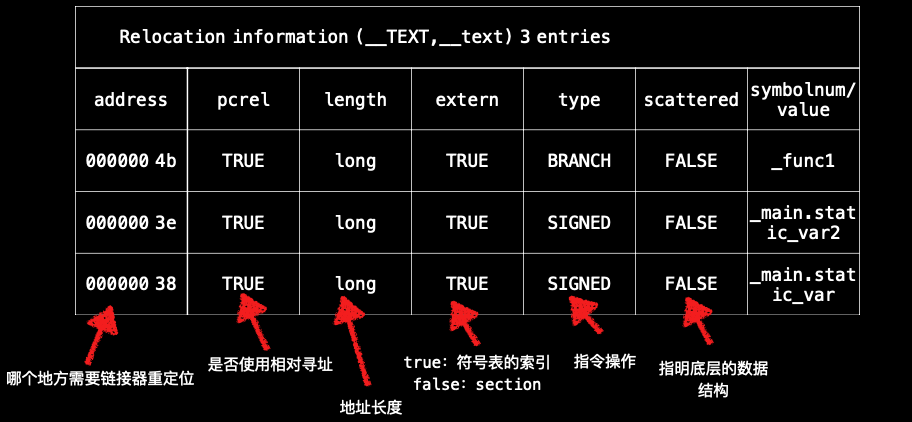 Relocation information (__TEXT,__text) 3 entries
address pcrel length extern type scattered symbolnum/
value
000000 4b TRUE long TRUE BRANCH FALSE _func1
000000 3e TRUE long TRUE SIGNED FALSE _main.stat
ic_var2
000000 38 TRUE long TRUE SIGNED FALSE _main.stat
ic_var
哪个地方需要链接器重定位
是否使用相对寻址
地址长度
true: 符号表的索引
false: section
指令操作
指明底层的数据
结构